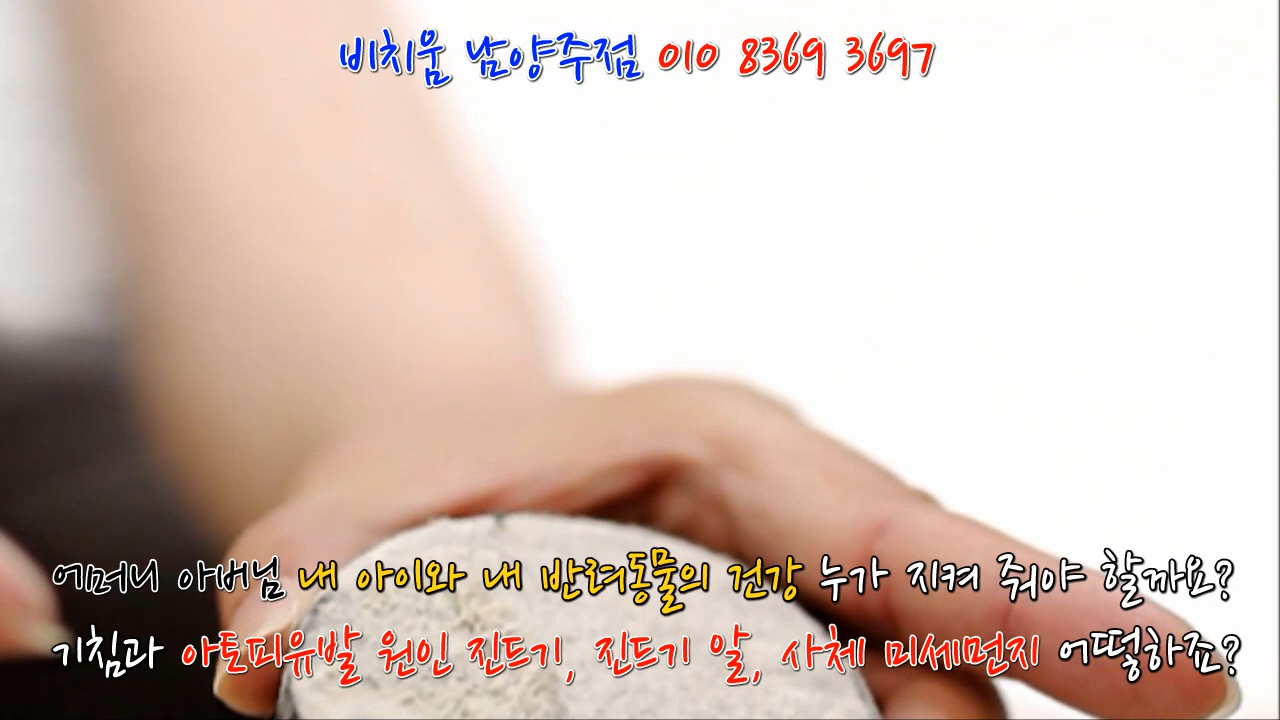 비치움 남양주점 010 8369 3697
어머니 아버님 내 아이와 내 반려동물의 건강 누가 지켜 줘야 할까요?
기침과 아토피유발 원인 진드기, 진드기 알, 사체 미세먼지 어떻하죠?